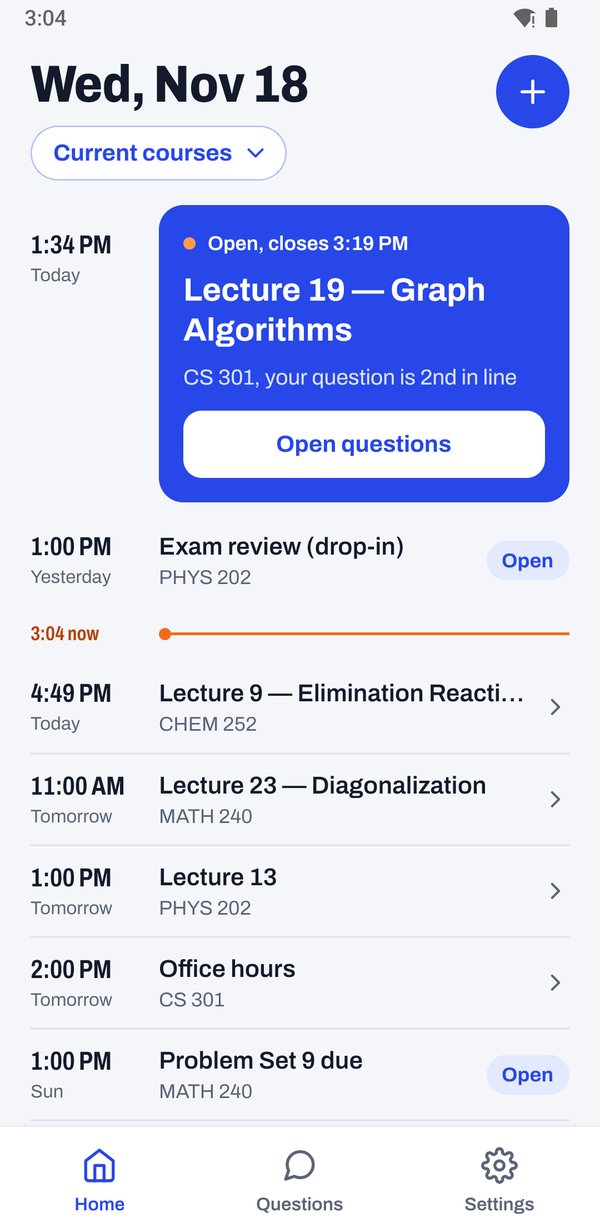 3:04
Wed, Nov 18
Current courses
1:34 PM
Today
Open, closes 3:19 PM
Lecture 19 — Graph
Algorithms
CS 301, your question is 2nd in line
Open questions
1:00 PM
Yesterday
Exam review (drop-in)
PHYS 202
Open
3:04 now
4:49 PM
Today
Lecture 9 — Elimination Reacti...
CHEM 252
11:00 AM
Tomorrow
Lecture 23 — Diagonalization
MATH 240
1:00 PM
Tomorrow
Lecture 13
PHYS 202
2:00 PM
Tomorrow
Office hours
CS 301
1:00 PM
Sun
Problem Set 9 due
MATH 240
Open
Home
Questions
Settings